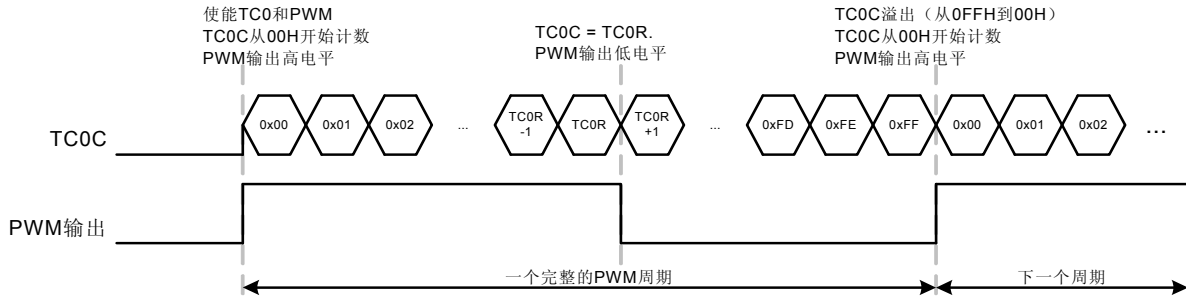 使能TC0和PWM
TC0C从00H开始计数
PWM输出高电平
TC0C = TC0R.
PWM输出低电平
TC0C溢出（从0FFH到00H）
TC0C从00H开始计数
PWM输出高电平
TC0C
0x00
0x01
0x02
...
TC0R
-1
TC0R
TC0R
+1
...
0xFD
0xFE
0xFF
0x00
0x01
0x02
...
PWM输出
一个完整的PWM周期
下一个周期